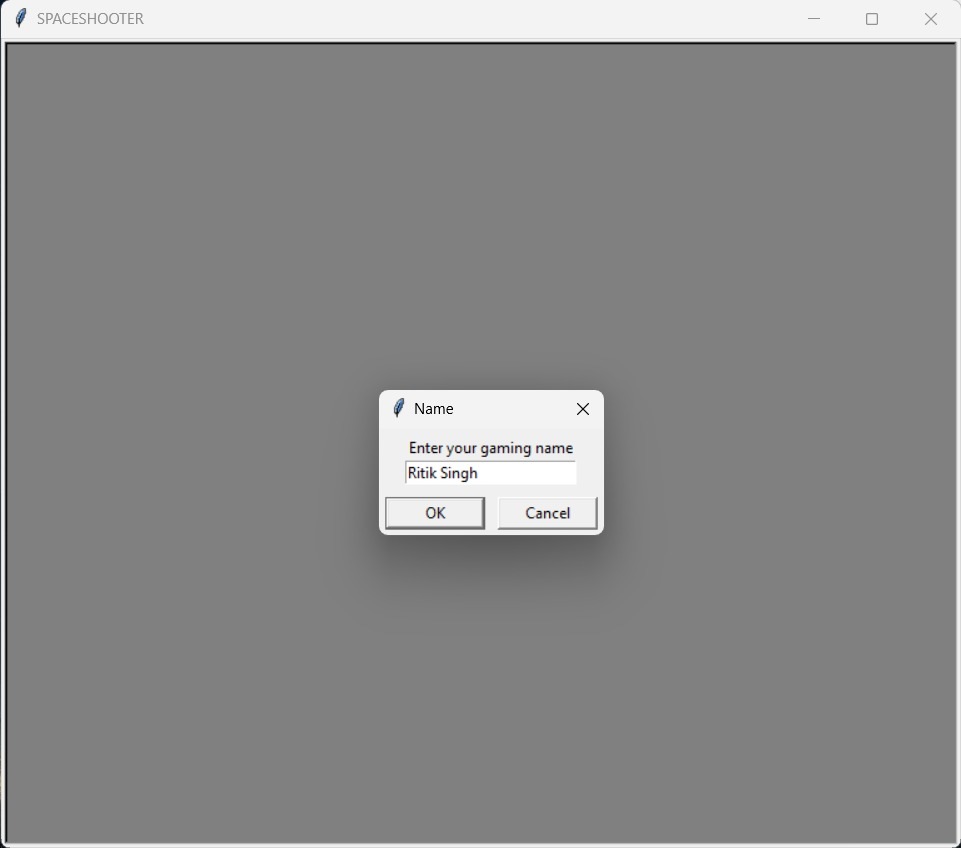 SPACESHOOTER
Name
Enter your gaming name
Ritik Singh
OK Cancel